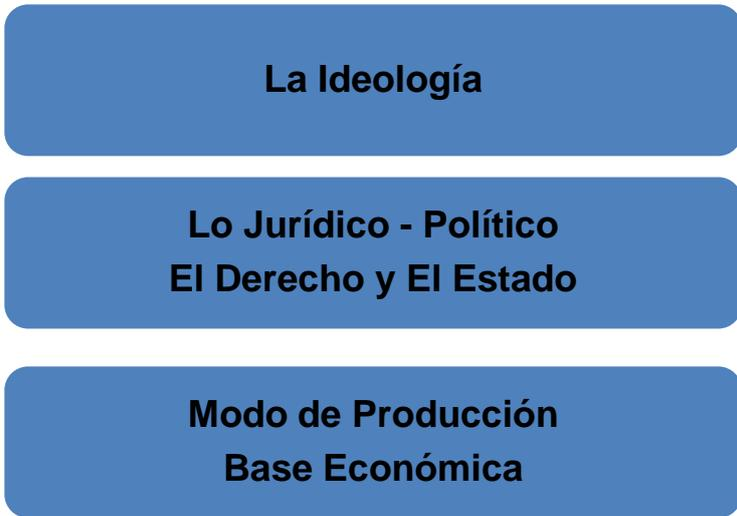 La Ideología
Lo Jurídico - Político
El Derecho y El Estado
Modo de Producción
Base Económica